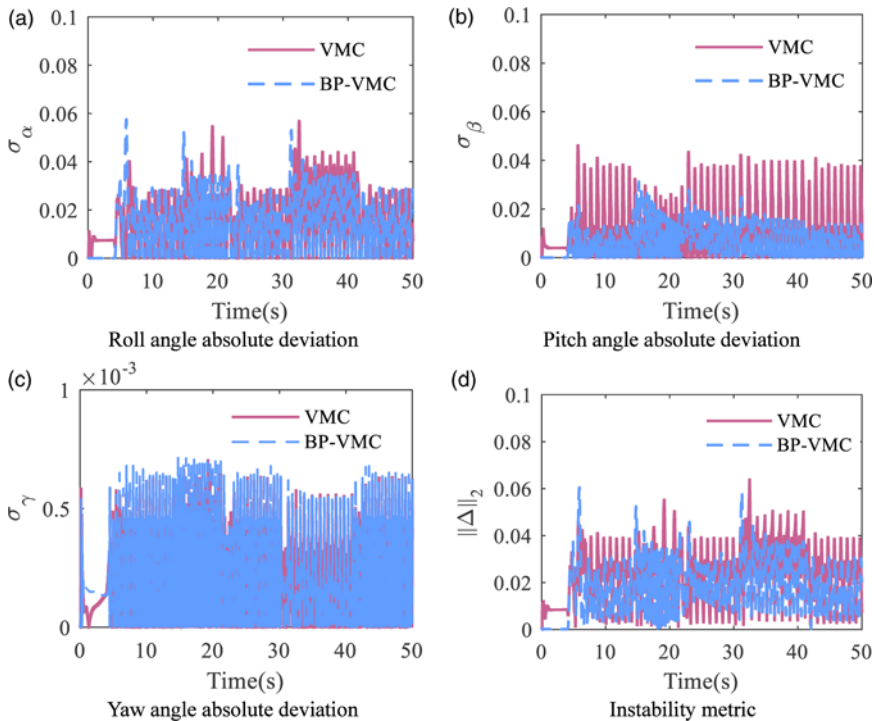 (a)
0.1
0.08
0.06
0.04
0.02
0
σα
VMC
BP-VMC
0 10 20 30 40 50
Time(s)
Roll angle absolute deviation
(b)
0.1
0.08
0.06
0.04
0.02
0
σβ
VMC
BP-VMC
0 10 20 30 40 50
Time(s)
Pitch angle absolute deviation
(c)
×10⁻³
1
0.5
0
σγ
VMC
BP-VMC
0 10 20 30 40 50
Time(s)
Yaw angle absolute deviation
(d)
0.1
0.08
0.06
0.04
0.02
0
‖Δ‖₂
VMC
BP-VMC
0 10 20 30 40 50
Time(s)
Instability metric